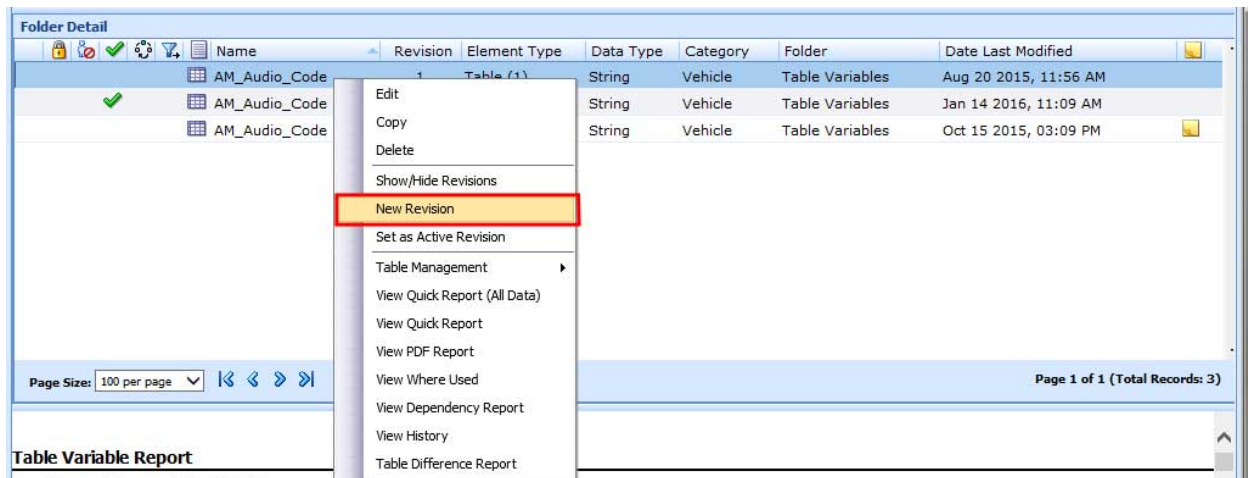 Folder Detail
Name Revision Element Type Data Type Category Folder Date Last Modified
AM_Audio_Code 1 Table (1) String Vehicle Table Variables Aug 20 2015, 11:56 AM
AM_Audio_Code String Vehicle Table Variables Jan 14 2016, 11:09 AM
AM_Audio_Code String Vehicle Table Variables Oct 15 2015, 03:09 PM
Edit
Copy
Delete
Show/Hide Revisions
New Revision
Set as Active Revision
Table Management
View Quick Report (All Data)
View Quick Report
View PDF Report
View Where Used
View Dependency Report
View History
Table Difference Report
Page Size: 100 per page
Page 1 of 1 (Total Records: 3)
Table Variable Report